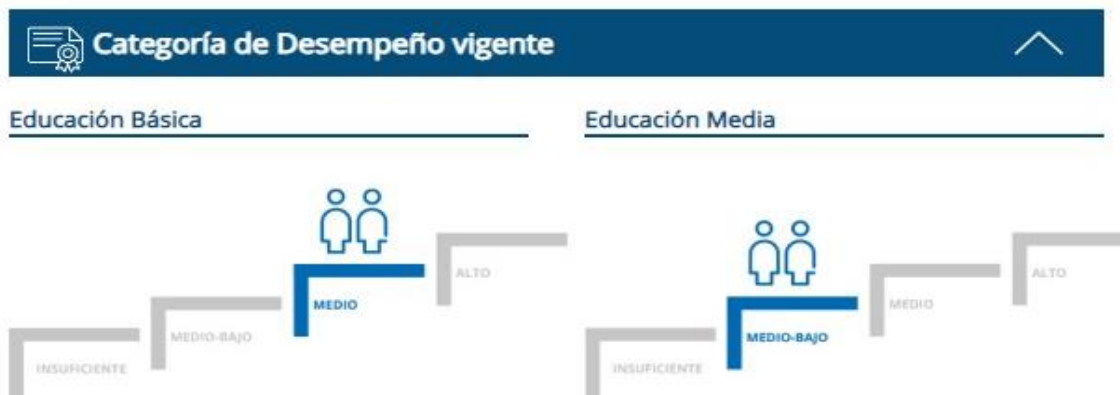 Categoría de Desempeño vigente
Educación Básica
INSUFICIENTE
MEDIO-BAJO
MEDIO
ALTO
Educación Media
INSUFICIENTE
MEDIO-BAJO
MEDIO
ALTO